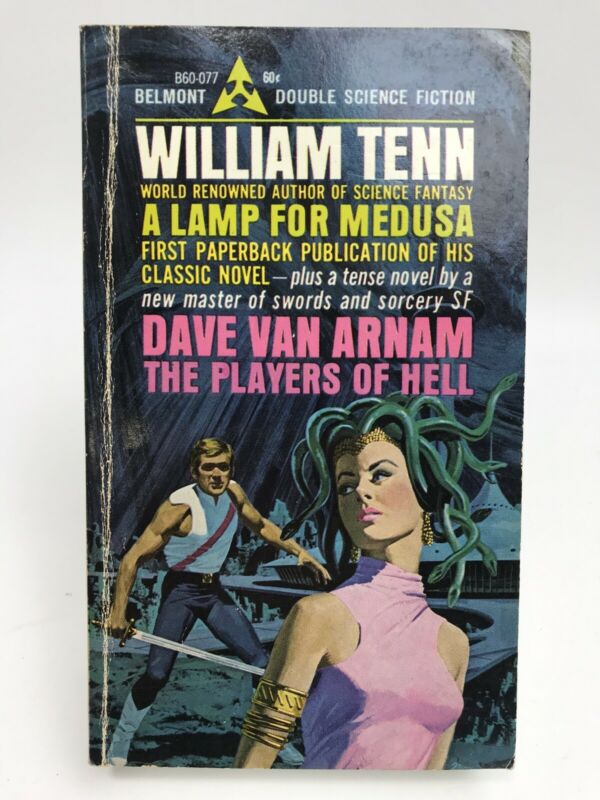 B60-077 60¢
BELMONT DOUBLE SCIENCE FICTION
WILLIAM TENN
WORLD RENOWNED AUTHOR OF SCIENCE FANTASY
A LAMP FOR MEDUSA
FIRST PAPERBACK PUBLICATION OF HIS
CLASSIC NOVEL—plus a tense novel by a
new master of swords and sorcery SF
DAVE VAN ARNAM
THE PLAYERS OF HELL